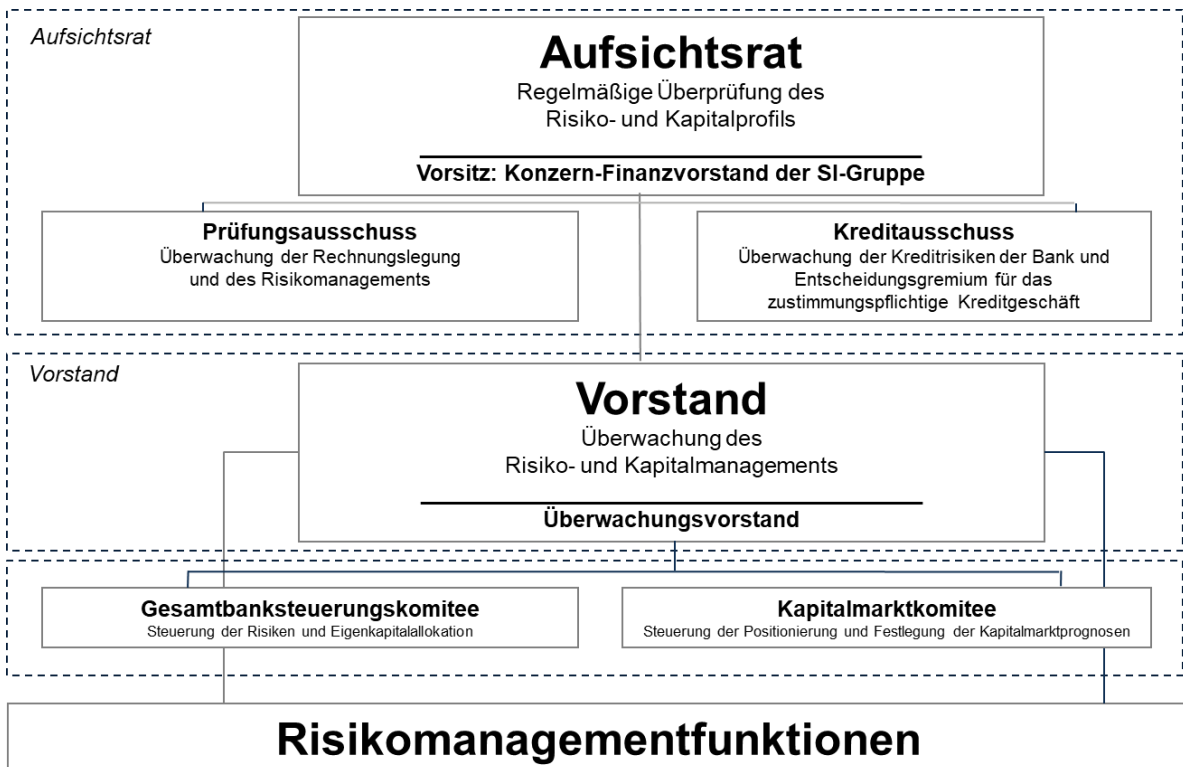 Aufsichtsrat
Aufsichtsrat
Regelmäßige Überprüfung des
Risiko- und Kapitalprofils
Vorsitz: Konzern-Finanzvorstand der SI-Gruppe
Prüfungsausschuss
Überwachung der Rechnungslegung
und des Risikomanagements
Kreditausschuss
Überwachung der Kreditrisiken der Bank und
Entscheidungsgremium für das
zustimmungspflichtige Kreditgeschäft
Vorstand
Vorstand
Überwachung des
Risiko- und Kapitalmanagements
Überwachungsvorstand
Gesamtbanksteuerungskomitee
Steuerung der Risiken und Eigenkapitalallokation
Kapitalmarktkomitee
Steuerung der Positionierung und Festlegung der Kapitalmarktprognosen
Risikomanagementfunktionen